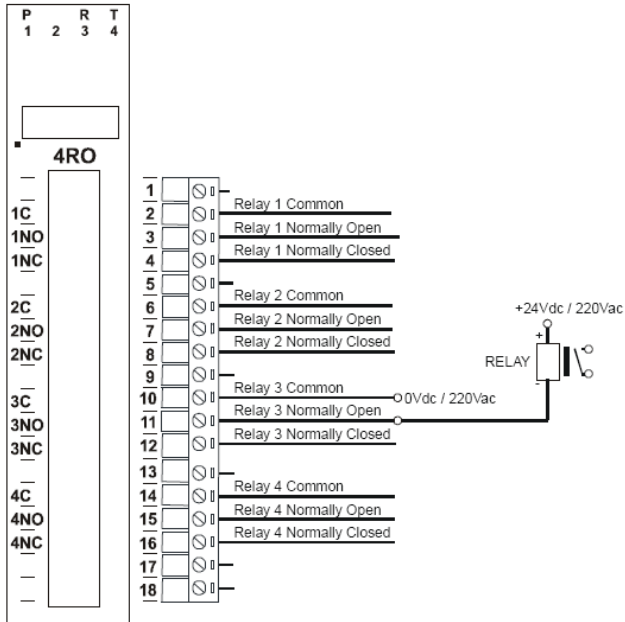 P R T
1 2 3 4
4RO
1
1C 2 Relay 1 Common
1NO 3 Relay 1 Normally Open
1NC 4 Relay 1 Normally Closed
5
2C 6 Relay 2 Common
+24Vdc / 220Vac
2NO 7 Relay 2 Normally Open
+
2NC 8 Relay 2 Normally Closed
RELAY
9
-
3C 10 Relay 3 Common 0Vdc / 220Vac
3NO 11 Relay 3 Normally Open
3NC 12 Relay 3 Normally Closed
13
4C 14 Relay 4 Common
4NO 15 Relay 4 Normally Open
4NC 16 Relay 4 Normally Closed
17
18